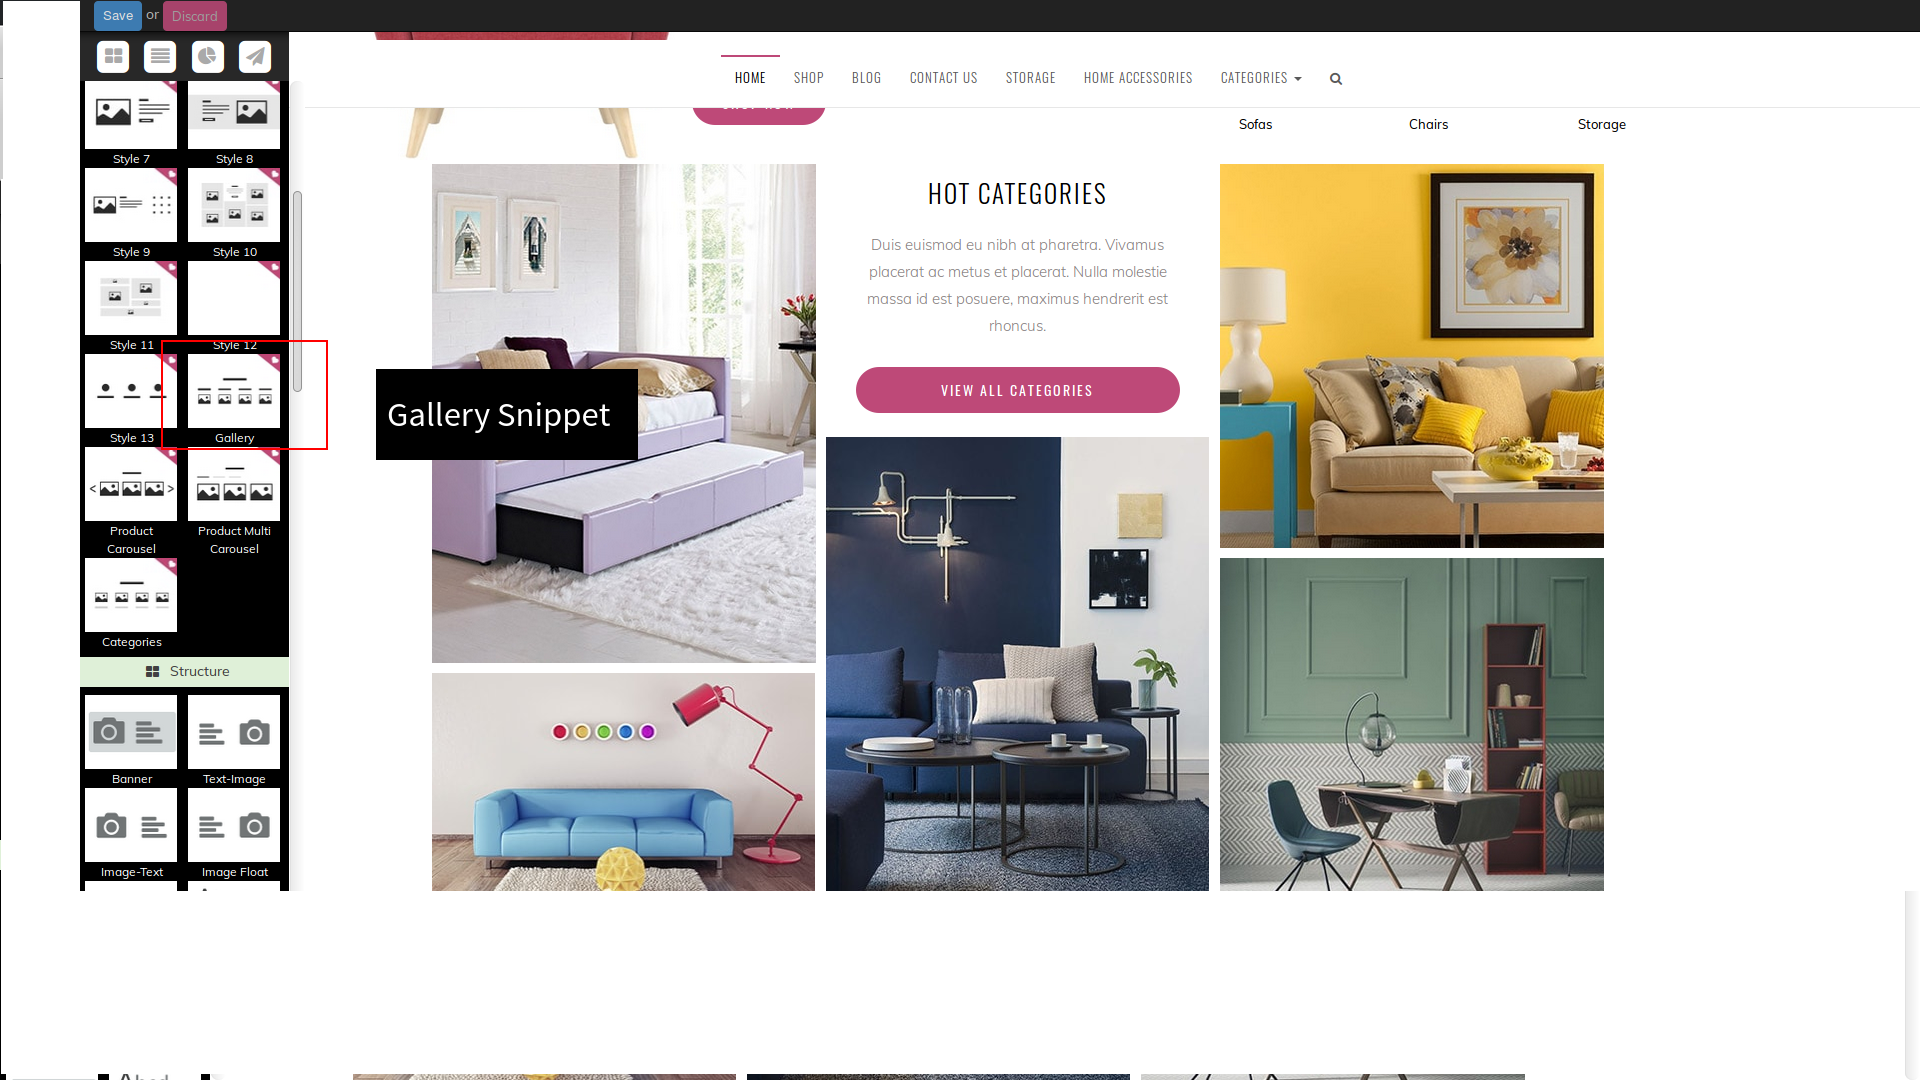 Save or Discard
HOME SHOP BLOG CONTACT US STORAGE HOME ACCESSORIES CATEGORIES
Sofas Chairs Storage
Style 7 Style 8
Style 9 Style 10
Style 11 Style 12
Style 13 Gallery
Product Carousel
Product Multi Carousel
Categories
Structure
Banner Text-Image
Image-Text Image Float
Gallery Snippet
HOT CATEGORIES
Duis euismod eu nibh at pharetra. Vivamus
placerat ac metus et placerat. Nulla molestie
massa id est posuere, maximus hendrerit est
rhoncus.
VIEW ALL CATEGORIES